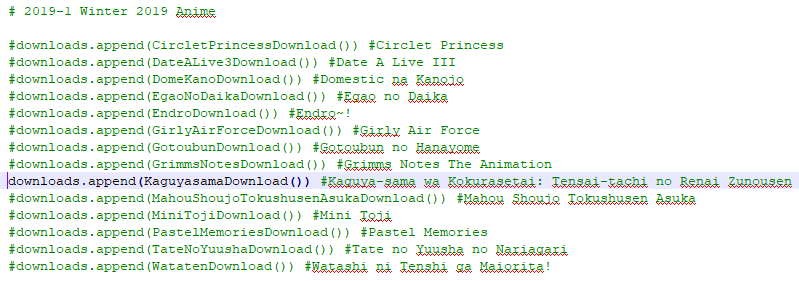 # 2019-1 Winter 2019 Anime
#downloads.append(CircletPrincessDownload()) #Circlet Princess
#downloads.append(DateALive3Download()) #Date A Live III
#downloads.append(DomeKanoDownload()) #Domestic na Kanojo
#downloads.append(EgaoNoDaikaDownload()) #Egao no Daika
#downloads.append(EndroDownload()) #Endro~!
#downloads.append(GirlyAirForceDownload()) #Girly Air Force
#downloads.append(GotoubunDownload()) #Gotoubun no Hanayome
#downloads.append(GrimmsNotesDownload()) #Grimms Notes The Animation
downloads.append(KaguyasamaDownload()) #Kaguya-sama wa Kokurasetai: Tensai-tachi no Renai Zunousen
#downloads.append(MahouShoujoTokushusenAsukaDownload()) #Mahou Shoujo Tokushusen Asuka
#downloads.append(MiniTojiDownload()) #Mini Toji
#downloads.append(PastelMemoriesDownload()) #Pastel Memories
#downloads.append(TateNoYuushaDownload()) #Tate no Yuusha no Nariagari
#downloads.append(WatatenDownload()) #Watashi ni Tenshi ga Maiorita!